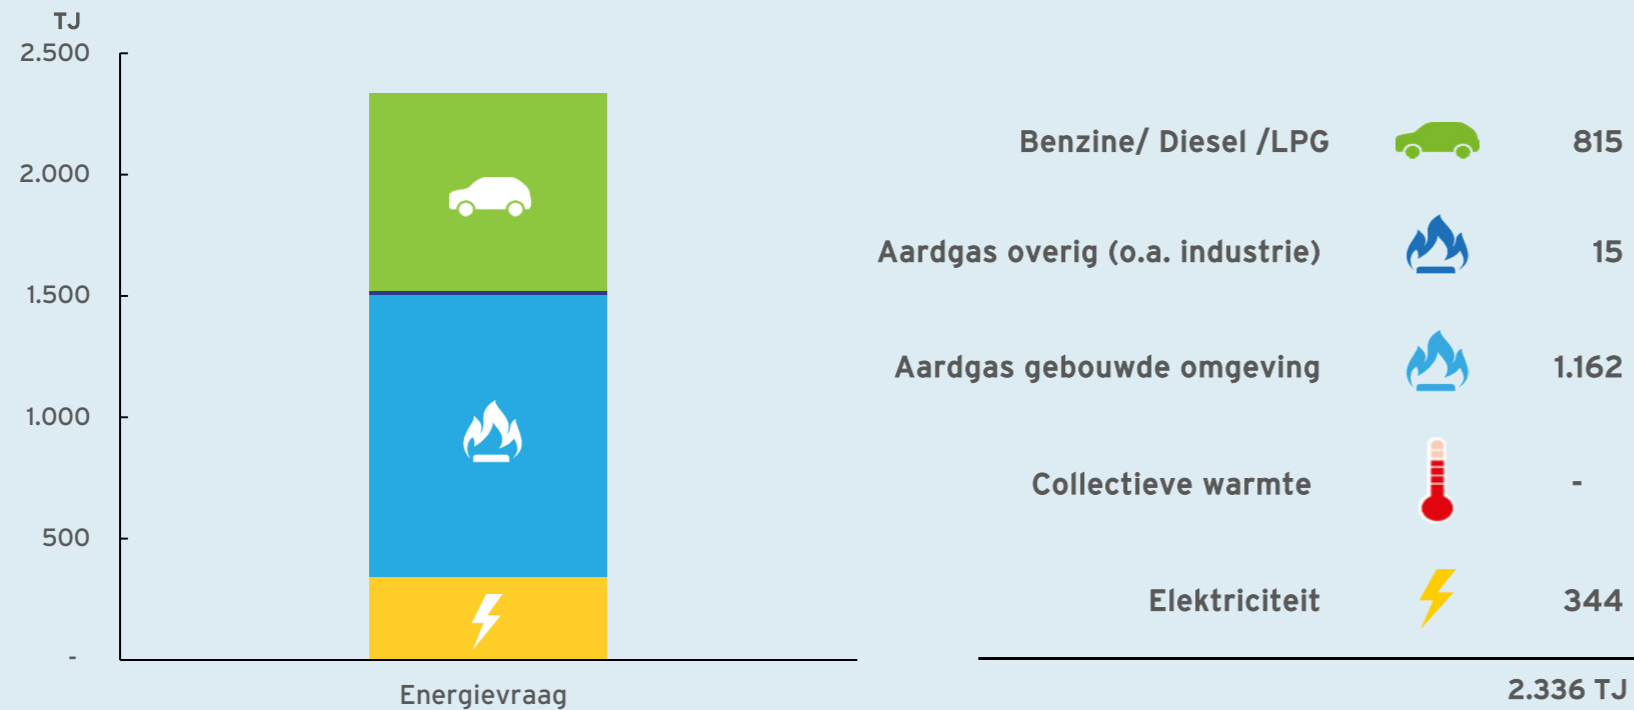 TJ
2.500
2.000
1.500
1.000
500
-
Energievraag
Benzine/ Diesel /LPG 815
Aardgas overig (o.a. industrie) 15
Aardgas gebouwde omgeving 1.162
Collectieve warmte -
Elektriciteit 344
2.336 TJ